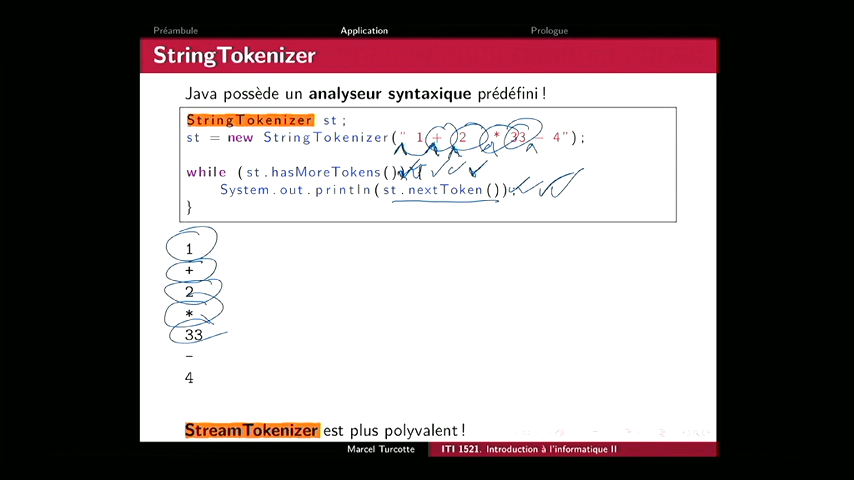 Préambule Application Prologue
StringTokenizer
Java possède un analyseur syntaxique prédéfini !
StringTokenizer st;
st = new StringTokenizer(" 1 + 2 * 33 - 4");
while (st.hasMoreTokens()) {
System.out.println(st.nextToken());
}
1
+
2
*
33
-
4
StreamTokenizer est plus polyvalent !
Marcel Turcotte ITI 1521. Introduction à l'informatique II